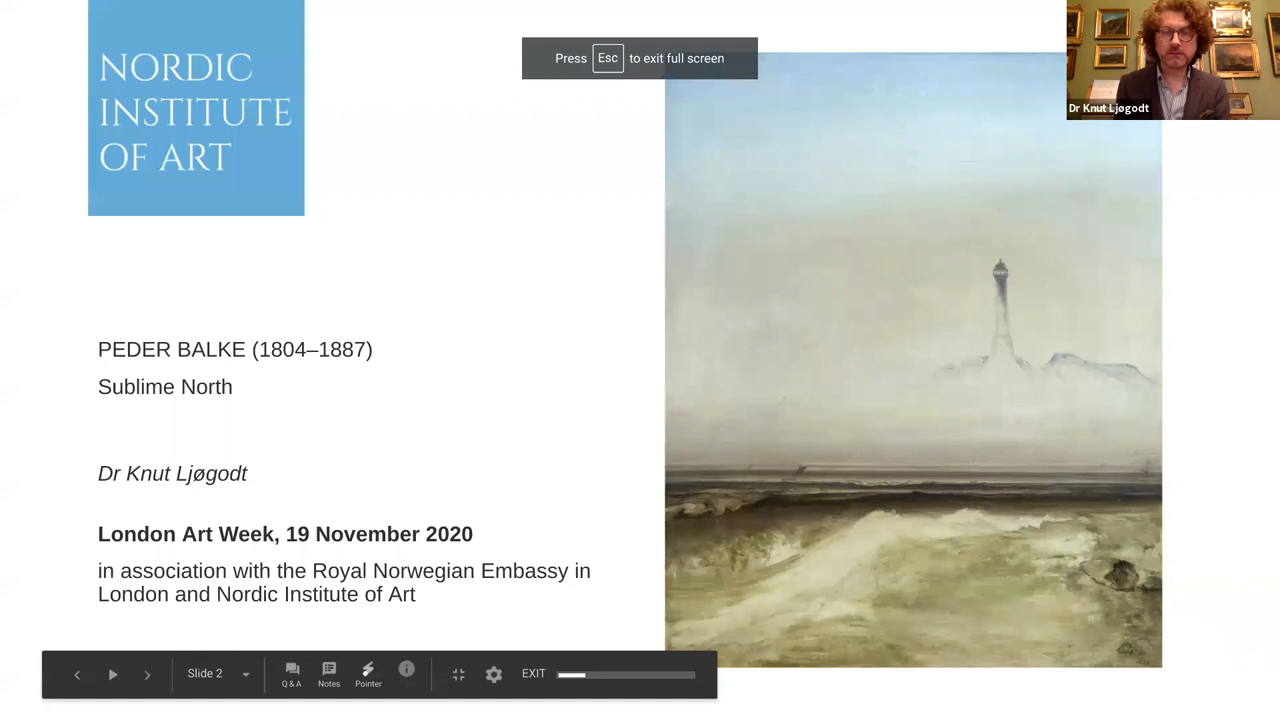 NORDIC
INSTITUTE
OF ART
Press Esc to exit full screen
Dr Knut Ljøgodt
PEDER BALKE (1804–1887)
Sublime North
Dr Knut Ljøgodt
London Art Week, 19 November 2020
in association with the Royal Norwegian Embassy in
London and Nordic Institute of Art
Slide 2
Q & A
Notes
Pointer
EXIT